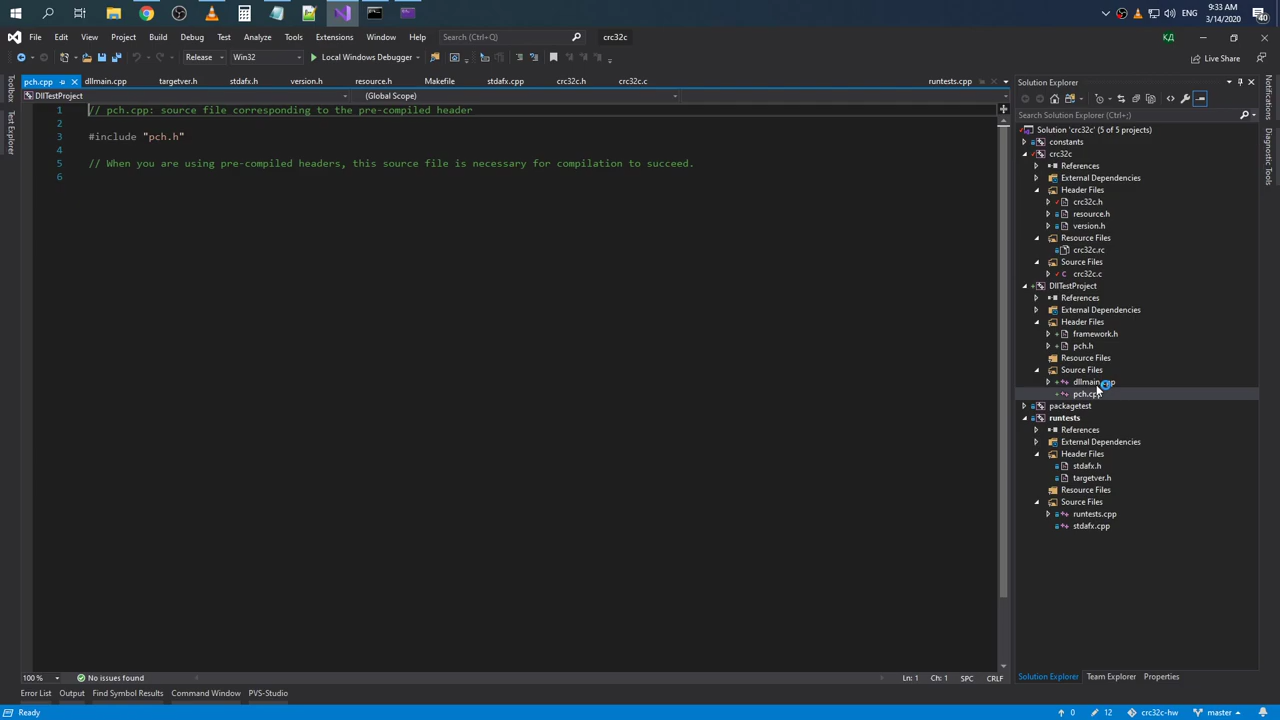 9:33 AM
ENG
3/14/2020
40
File Edit View Project Build Debug Test Analyze Tools Extensions Window Help Search (Ctrl+Q) crc32c
КД
Release Win32 Local Windows Debugger Live Share
pch.cpp dllmain.cpp targetver.h stdafx.h version.h resource.h Makefile stdafx.cpp crc32c.h crc32c.c runtests.cpp
DllTestProject (Global Scope)
Toolbox
Test Explorer
1 // pch.cpp: source file corresponding to the pre-compiled header
2
3 #include "pch.h"
4
5 // When you are using pre-compiled headers, this source file is necessary for compilation to succeed.
6
Solution Explorer
Search Solution Explorer (Ctrl+;)
Solution 'crc32c' (5 of 5 projects)
constants
crc32c
References
External Dependencies
Header Files
crc32c.h
resource.h
version.h
Resource Files
crc32c.rc
Source Files
crc32c.c
DllTestProject
References
External Dependencies
Header Files
framework.h
pch.h
Resource Files
Source Files
dllmain.cpp
pch.cpp
packagetest
runtests
References
External Dependencies
Header Files
stdafx.h
targetver.h
Resource Files
Source Files
runtests.cpp
stdafx.cpp
Notifications
Diagnostic Tools
100 % No issues found Ln: 1 Ch: 1 SPC CRLF
Solution Explorer Team Explorer Properties
Error List Output Find Symbol Results Command Window PVS-Studio
Ready 0 12 crc32c-hw master